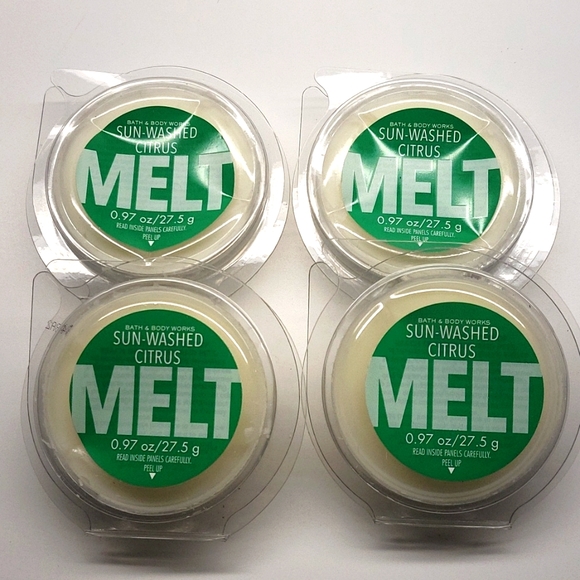 BATH & BODY WORKS
SUN-WASHED
CITRUS
MELT
0.97 oz/27.5 g
READ INSIDE PANELS CAREFULLY.
PEEL UP
BATH & BODY WORKS
SUN-WASHED
CITRUS
MELT
0.97 oz/27.5 g
READ INSIDE PANELS CAREFULLY.
PEEL UP
BATH & BODY WORKS
SUN-WASHED
CITRUS
MELT
0.97 oz/27.5 g
READ INSIDE PANELS CAREFULLY.
PEEL UP
BATH & BODY WORKS
SUN-WASHED
CITRUS
MELT
0.97 oz/27.5 g
READ INSIDE PANELS CAREFULLY.
PEEL UP